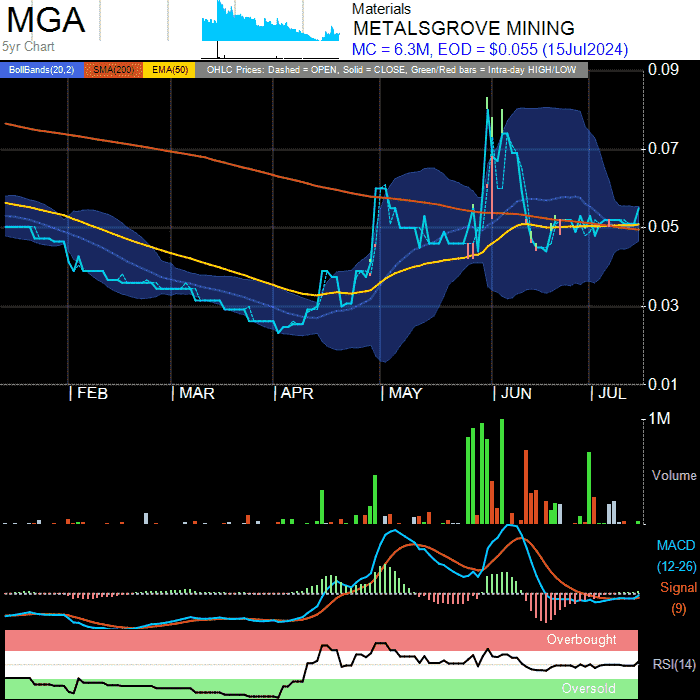 MGA
5yr Chart
Materials
METALSGROVE MINING
MC = 6.3M, EOD = $0.055 (15Jul2024)
BollBands(20,2) SMA(200) EMA(50) OHLC Prices: Dashed = OPEN, Solid = CLOSE, Green/Red bars = Intra-day HIGH/LOW
0.09
0.07
0.05
0.03
0.01
| FEB | MAR | APR | MAY | JUN | JUL
1M
Volume
MACD
(12-26)
Signal
(9)
Overbought
RSI(14)
Oversold